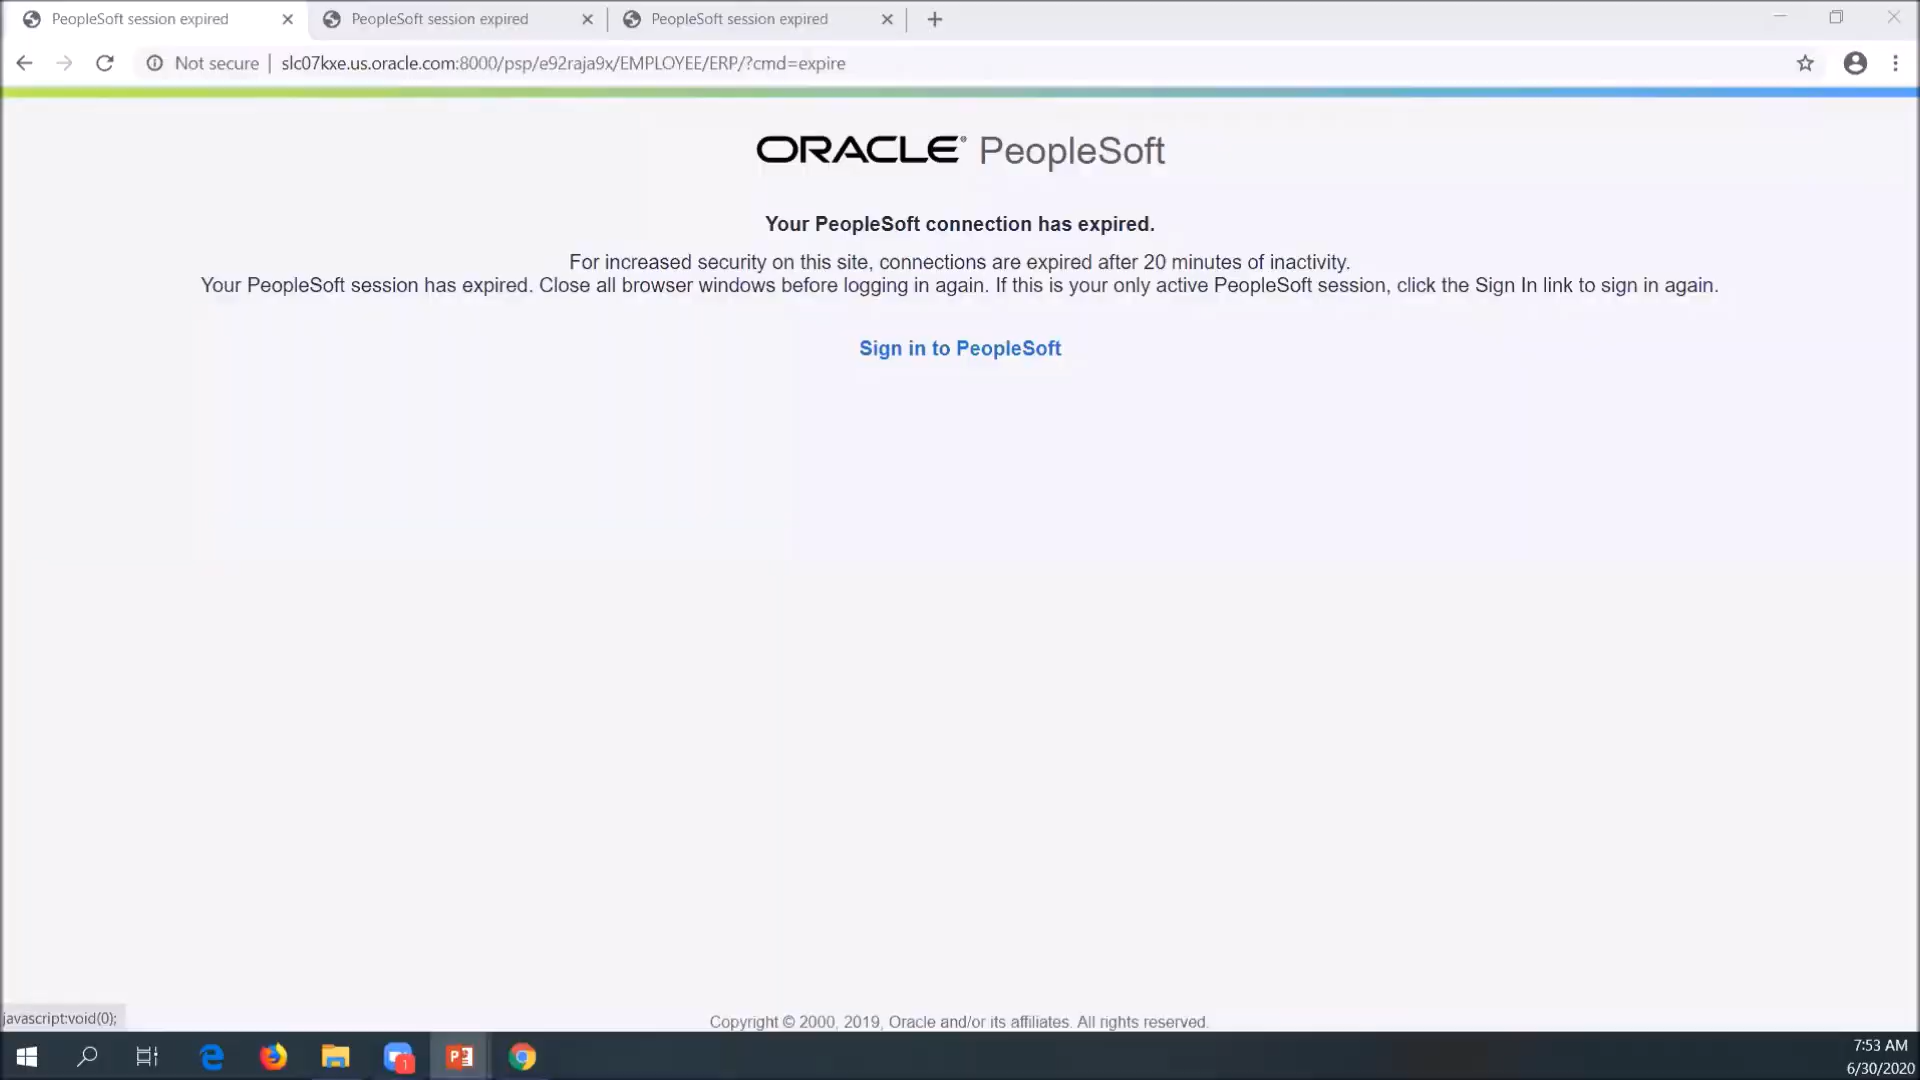 PeopleSoft session expired
PeopleSoft session expired
PeopleSoft session expired
Not secure | slc07kxe.us.oracle.com:8000/psp/e92raja9x/EMPLOYEE/ERP/?cmd=expire
ORACLE® PeopleSoft
Your PeopleSoft connection has expired.
For increased security on this site, connections are expired after 20 minutes of inactivity.
Your PeopleSoft session has expired. Close all browser windows before logging in again. If this is your only active PeopleSoft session, click the Sign In link to sign in again.
Sign in to PeopleSoft
javascript:void(0);
Copyright © 2000, 2019, Oracle and/or its affiliates. All rights reserved.
1
7:53 AM
6/30/2020